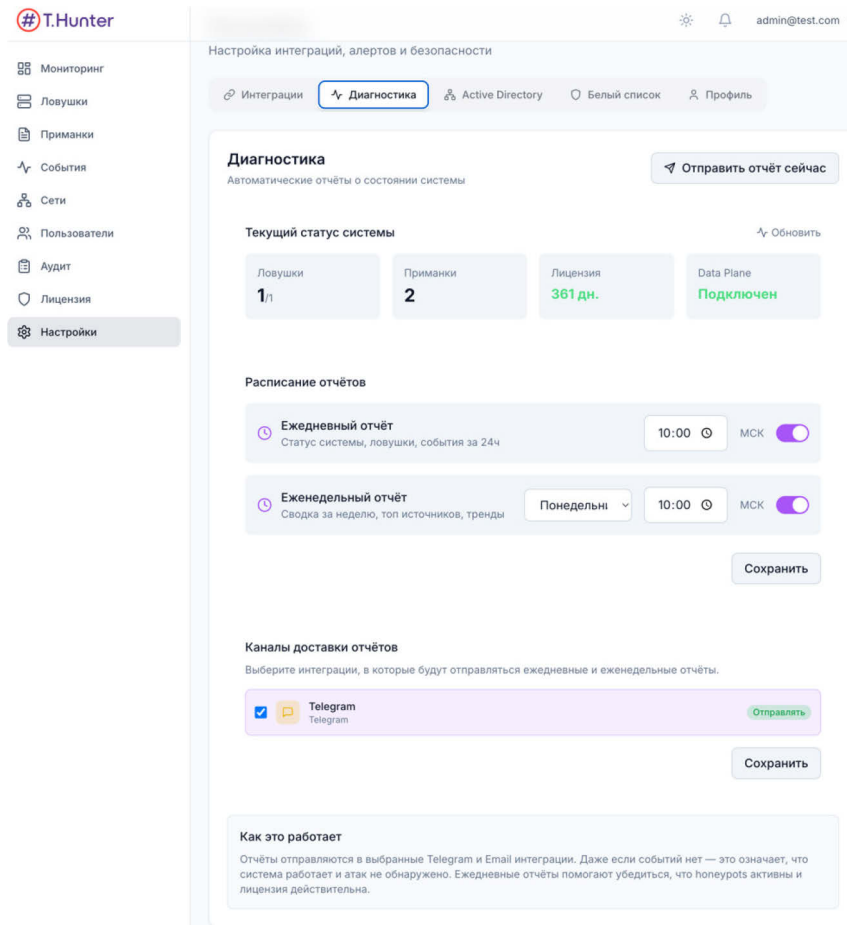 # T.Hunter
admin@test.com
Настройка интеграций, алертов и безопасности
Мониторинг
Ловушки
Приманки
События
Сети
Пользователи
Аудит
Лицензия
Настройки
Интеграции
Диагностика
Active Directory
Белый список
Профиль
Диагностика
Автоматические отчёты о состоянии системы
Отправить отчёт сейчас
Текущий статус системы
Обновить
Ловушки
1/1
Приманки
2
Лицензия
361 дн.
Data Plane
Подключен
Расписание отчётов
Ежедневный отчёт
Статус системы, ловушки, события за 24ч
10:00
МСК
Еженедельный отчёт
Сводка за неделю, топ источников, тренды
Понедельни
10:00
МСК
Сохранить
Каналы доставки отчётов
Выберите интеграции, в которые будут отправляться ежедневные и еженедельные отчёты.
Telegram
Telegram
Отправлять
Сохранить
Как это работает
Отчёты отправляются в выбранные Telegram и Email интеграции. Даже если событий нет — это означает, что
система работает и атак не обнаружено. Ежедневные отчёты помогают убедиться, что honeypots активны и
лицензия действительна.